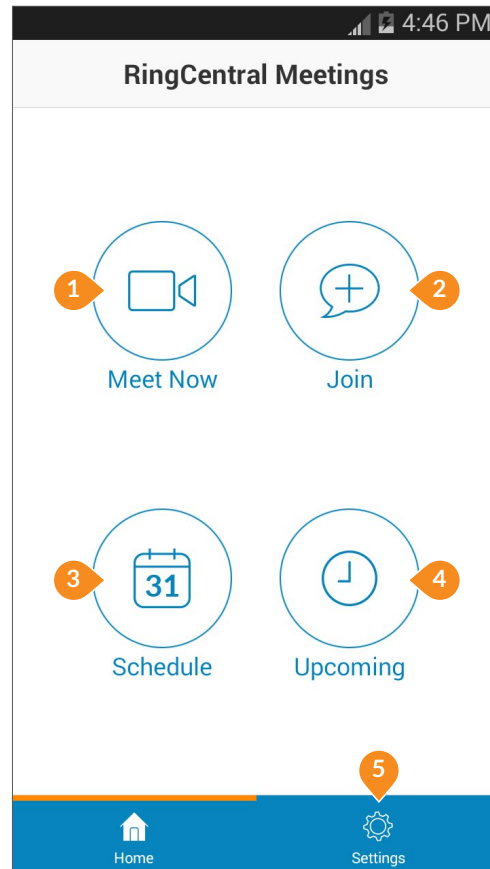 4:46 PM
RingCentral Meetings
1
2
Meet Now
Join
3
31
4
Schedule
Upcoming
5
Home
Settings